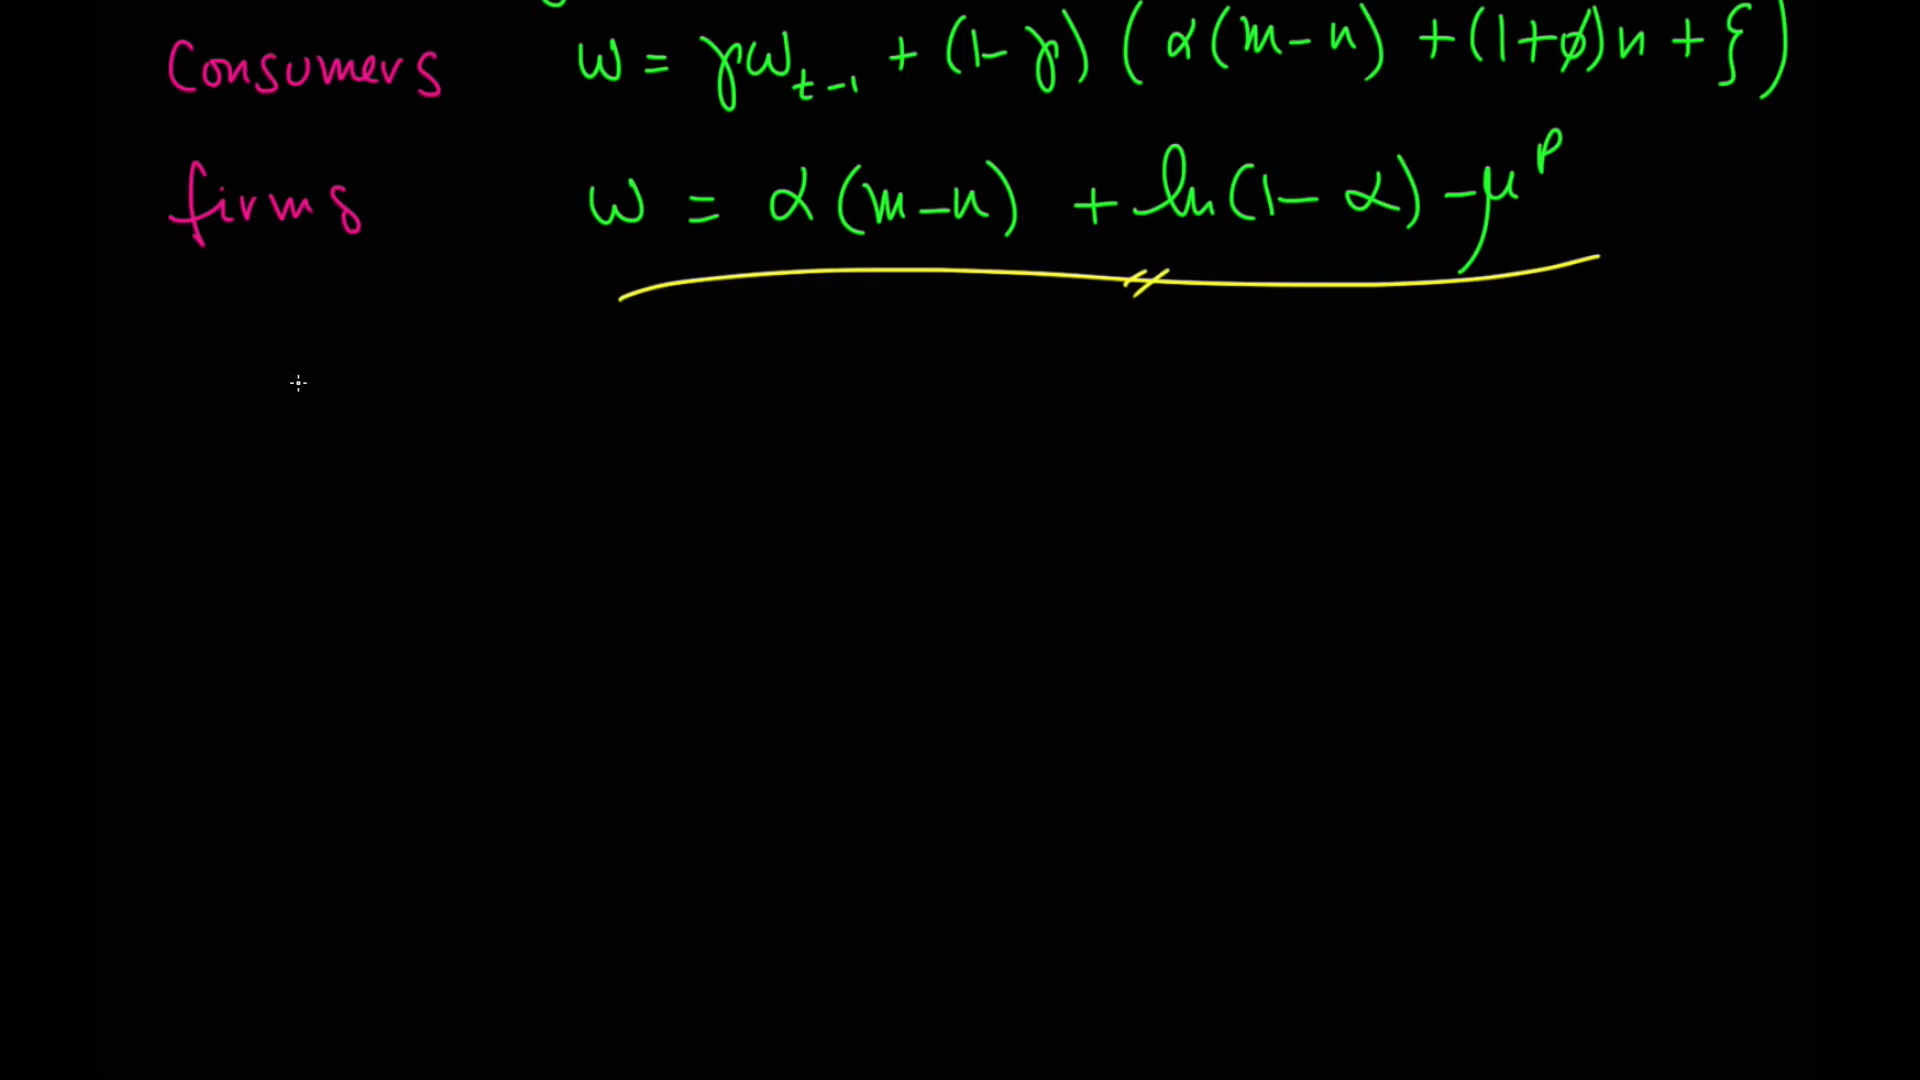 Consumers w = γw_{t-1} + (1-γ)(α(m-n) + (1+φ)n + ξ)
firms w = α(m-n) + ln(1-α) - μ^p